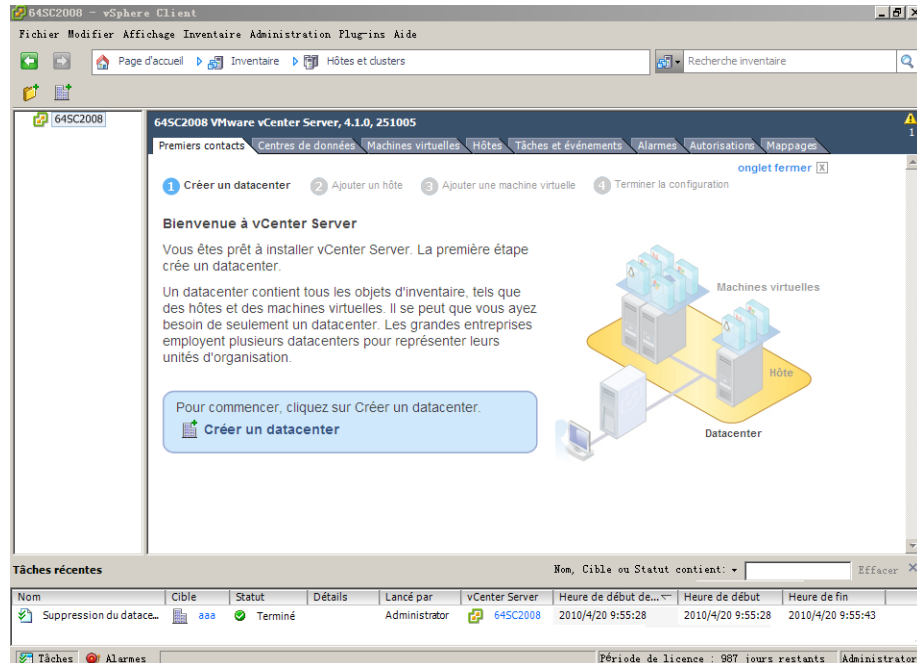 64SC2008 - vSphere Client
Fichier Modifier Affichage Inventaire Administration Plug-ins Aide
Page d'accueil Inventaire Hôtes et clusters Recherche inventaire
64SC2008
64SC2008 VMware vCenter Server, 4.1.0, 251005
1
Premiers contacts Centres de données Machines virtuelles Hôtes Tâches et événements Alarmes Autorisations Mappages
onglet fermer X
1 Créer un datacenter 2 Ajouter un hôte 3 Ajouter une machine virtuelle 4 Terminer la configuration
Bienvenue à vCenter Server
Vous êtes prêt à installer vCenter Server. La première étape
crée un datacenter.
Un datacenter contient tous les objets d'inventaire, tels que
des hôtes et des machines virtuelles. Il se peut que vous ayez
besoin de seulement un datacenter. Les grandes entreprises
employent plusieurs datacenters pour représenter leurs
unités d'organisation.
Pour commencer, cliquez sur Créer un datacenter.
Créer un datacenter
Machines virtuelles
Hôte
Datacenter
Tâches récentes Nom, Cible ou Statut contient: Effacer
Nom Cible Statut Détails Lancé par vCenter Server Heure de début de... Heure de début Heure de fin
Suppression du datace... aaa Terminé Administrator 64SC2008 2010/4/20 9:55:28 2010/4/20 9:55:28 2010/4/20 9:55:43
Tâches Alarmes Période de licence : 987 jours restants Administrator